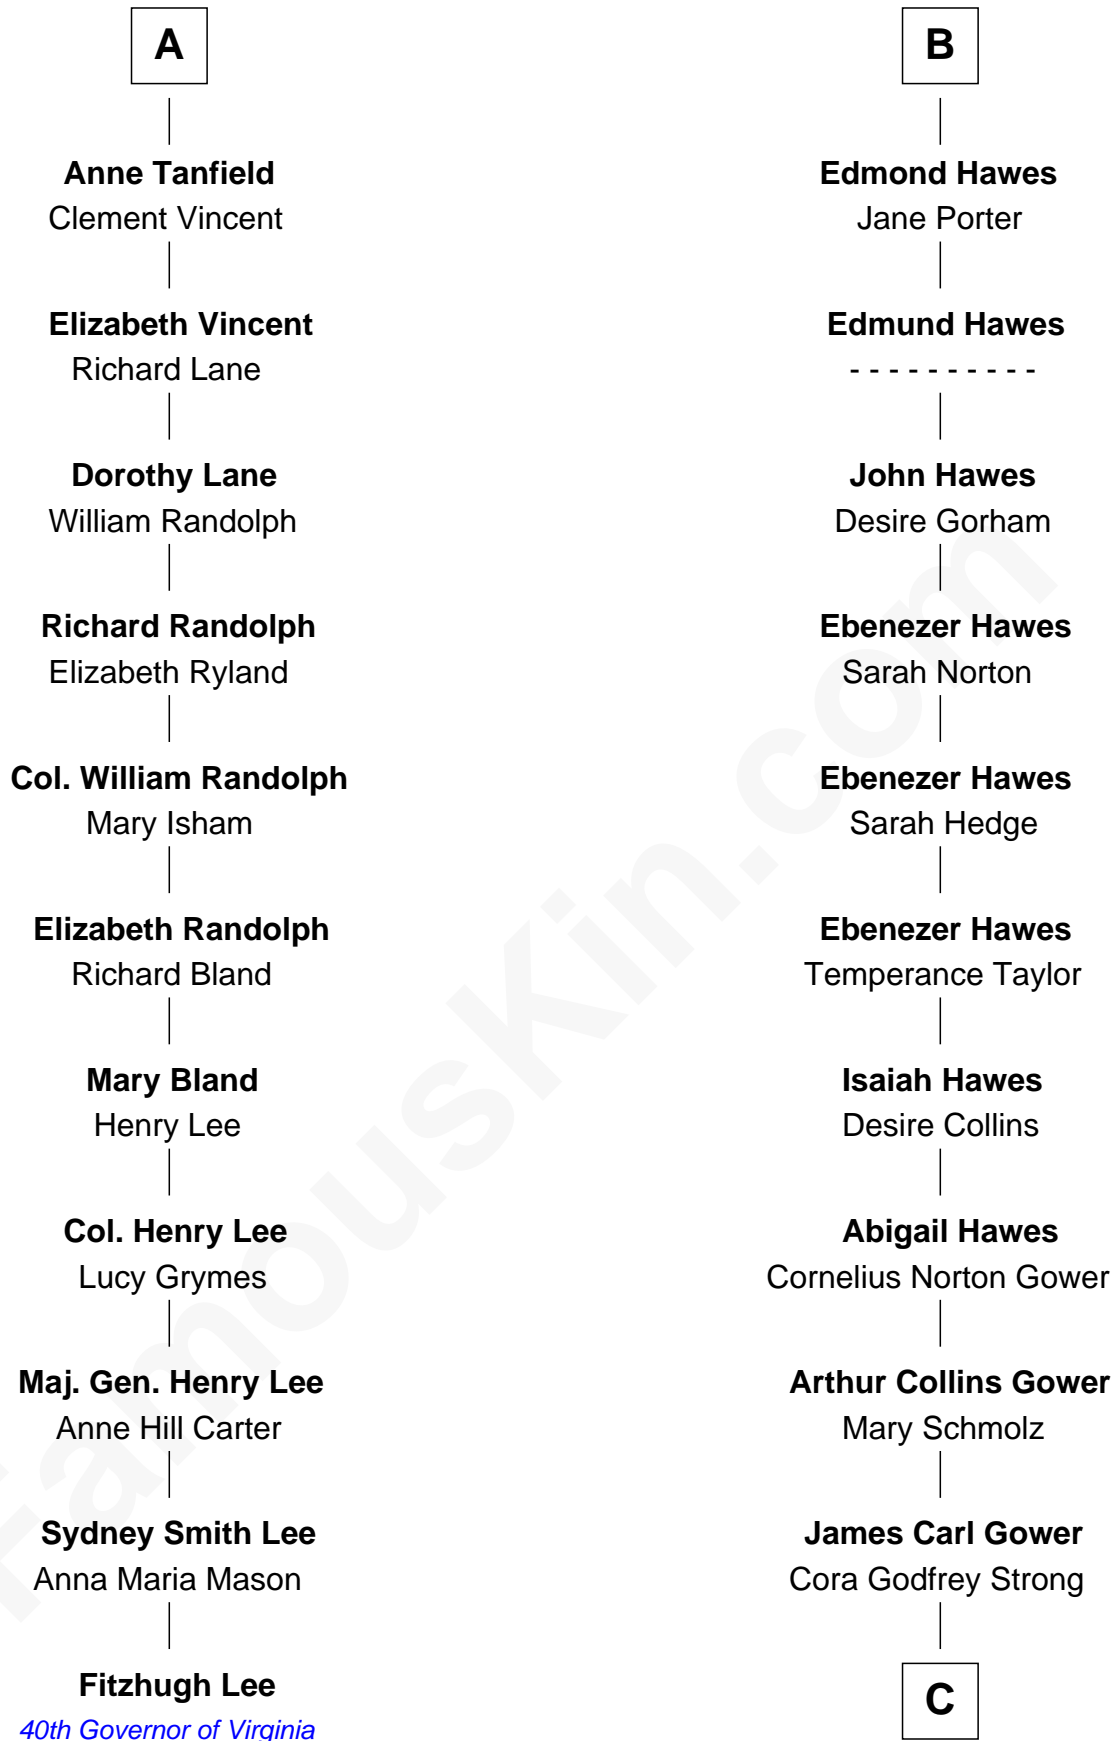 A
Anne Tanfield
Clement Vincent
Elizabeth Vincent
Richard Lane
Dorothy Lane
William Randolph
Richard Randolph
Elizabeth Ryland
Col. William Randolph
Mary Isham
Elizabeth Randolph
Richard Bland
Mary Bland
Henry Lee
Col. Henry Lee
Lucy Grymes
Maj. Gen. Henry Lee
Anne Hill Carter
Sydney Smith Lee
Anna Maria Mason
Fitzhugh Lee
40th Governor of Virginia
B
Edmond Hawes
Jane Porter
Edmund Hawes
- - - - - - - - - -
John Hawes
Desire Gorham
Ebenezer Hawes
Sarah Norton
Ebenezer Hawes
Sarah Hedge
Ebenezer Hawes
Temperance Taylor
Isaiah Hawes
Desire Collins
Abigail Hawes
Cornelius Norton Gower
Arthur Collins Gower
Mary Schmolz
James Carl Gower
Cora Godfrey Strong
C
FamousKin.com